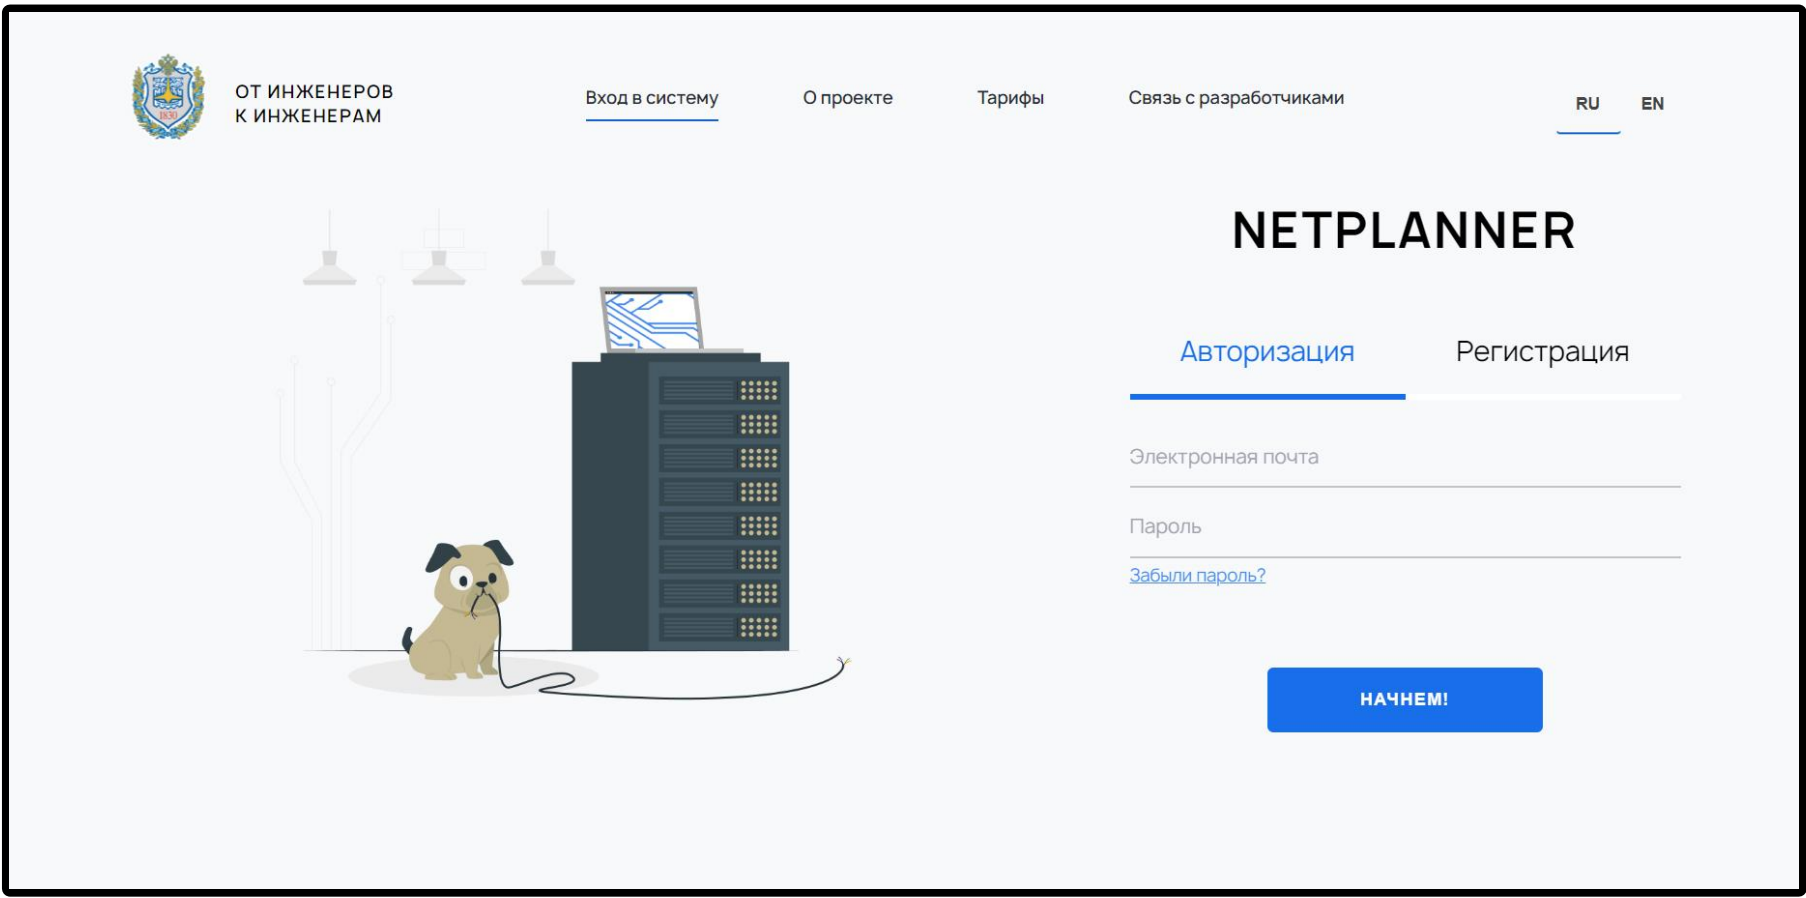 1830
ОТ ИНЖЕНЕРОВ
К ИНЖЕНЕРАМ
Вход в систему
О проекте
Тарифы
Связь с разработчиками
RU
EN
NETPLANNER
Авторизация
Регистрация
Электронная почта
Пароль
Забыли пароль?
НАЧНЕМ!